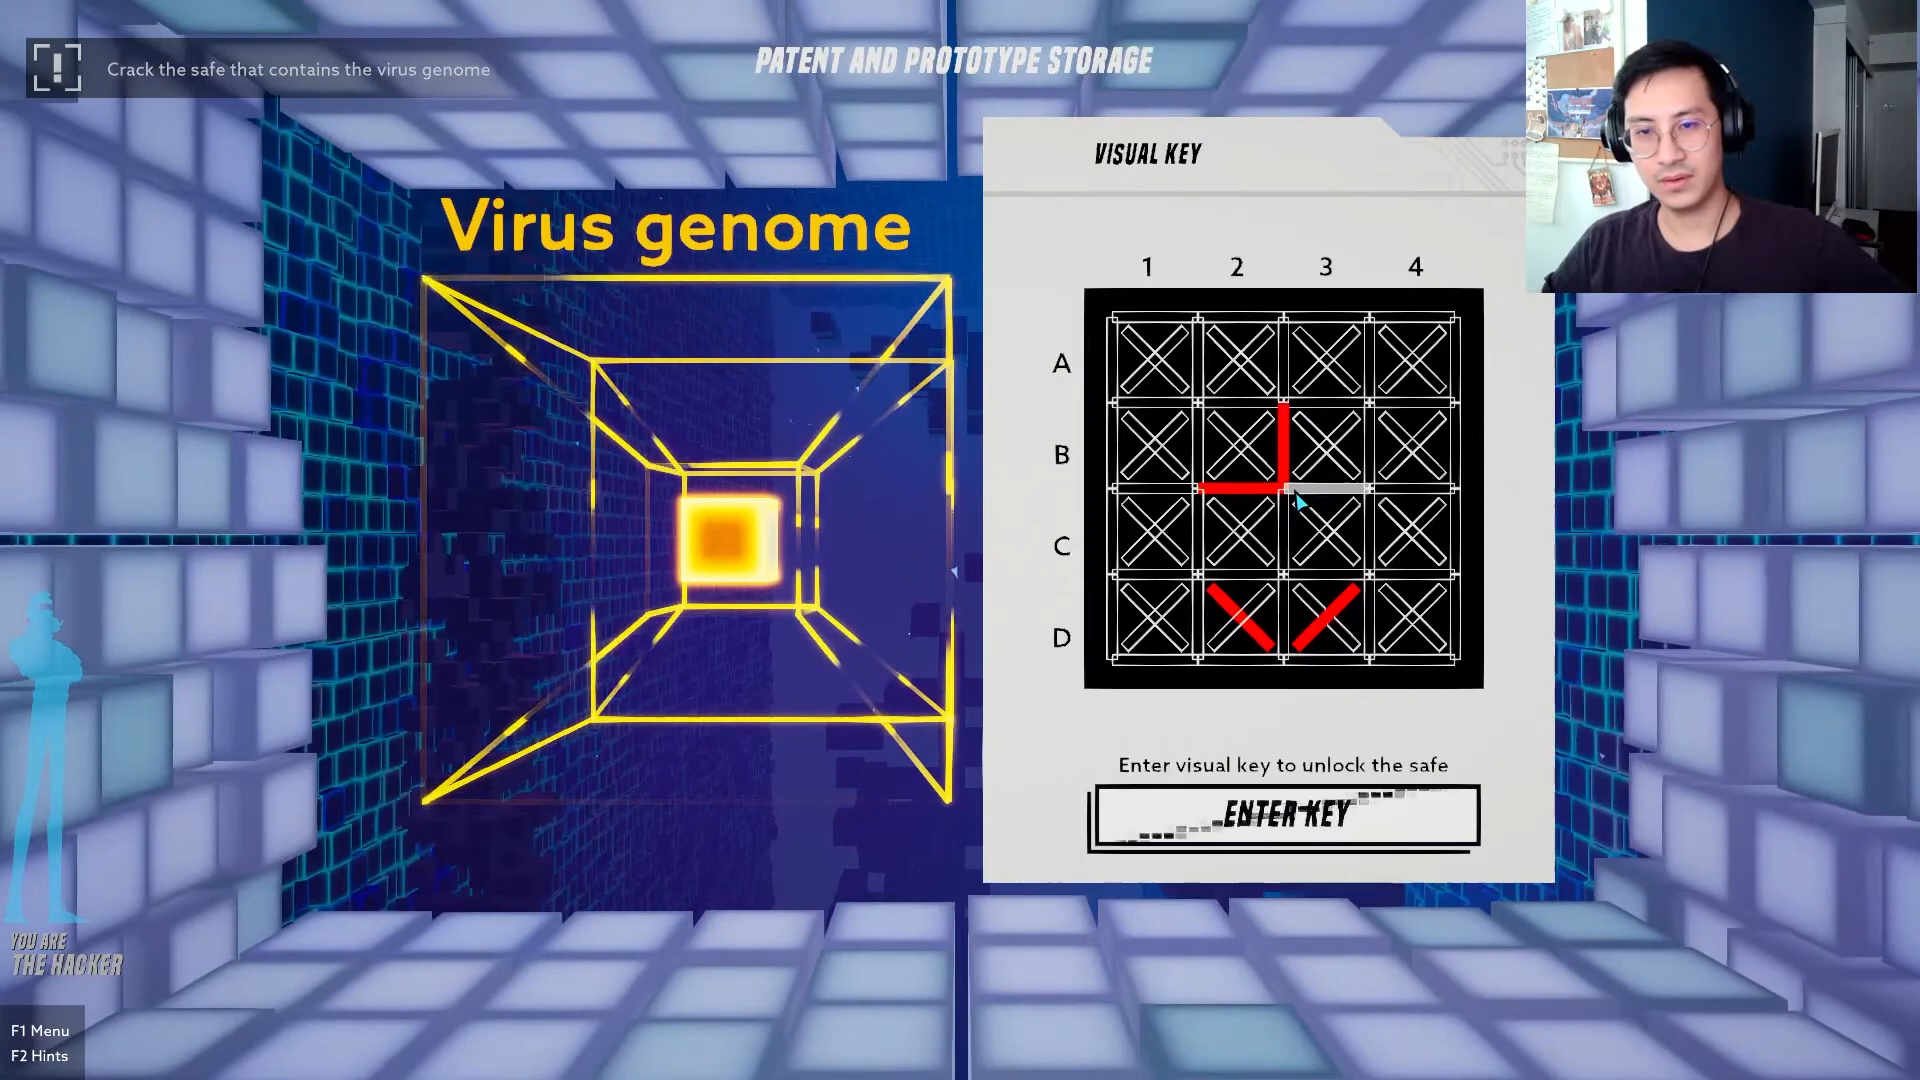 Crack the safe that contains the virus genome
PATENT AND PROTOTYPE STORAGE
VISUAL KEY
Virus genome
1 2 3 4
A
B
C
D
Enter visual key to unlock the safe
ENTER KEY
YOU ARE
THE HACKER
F1 Menu
F2 Hints